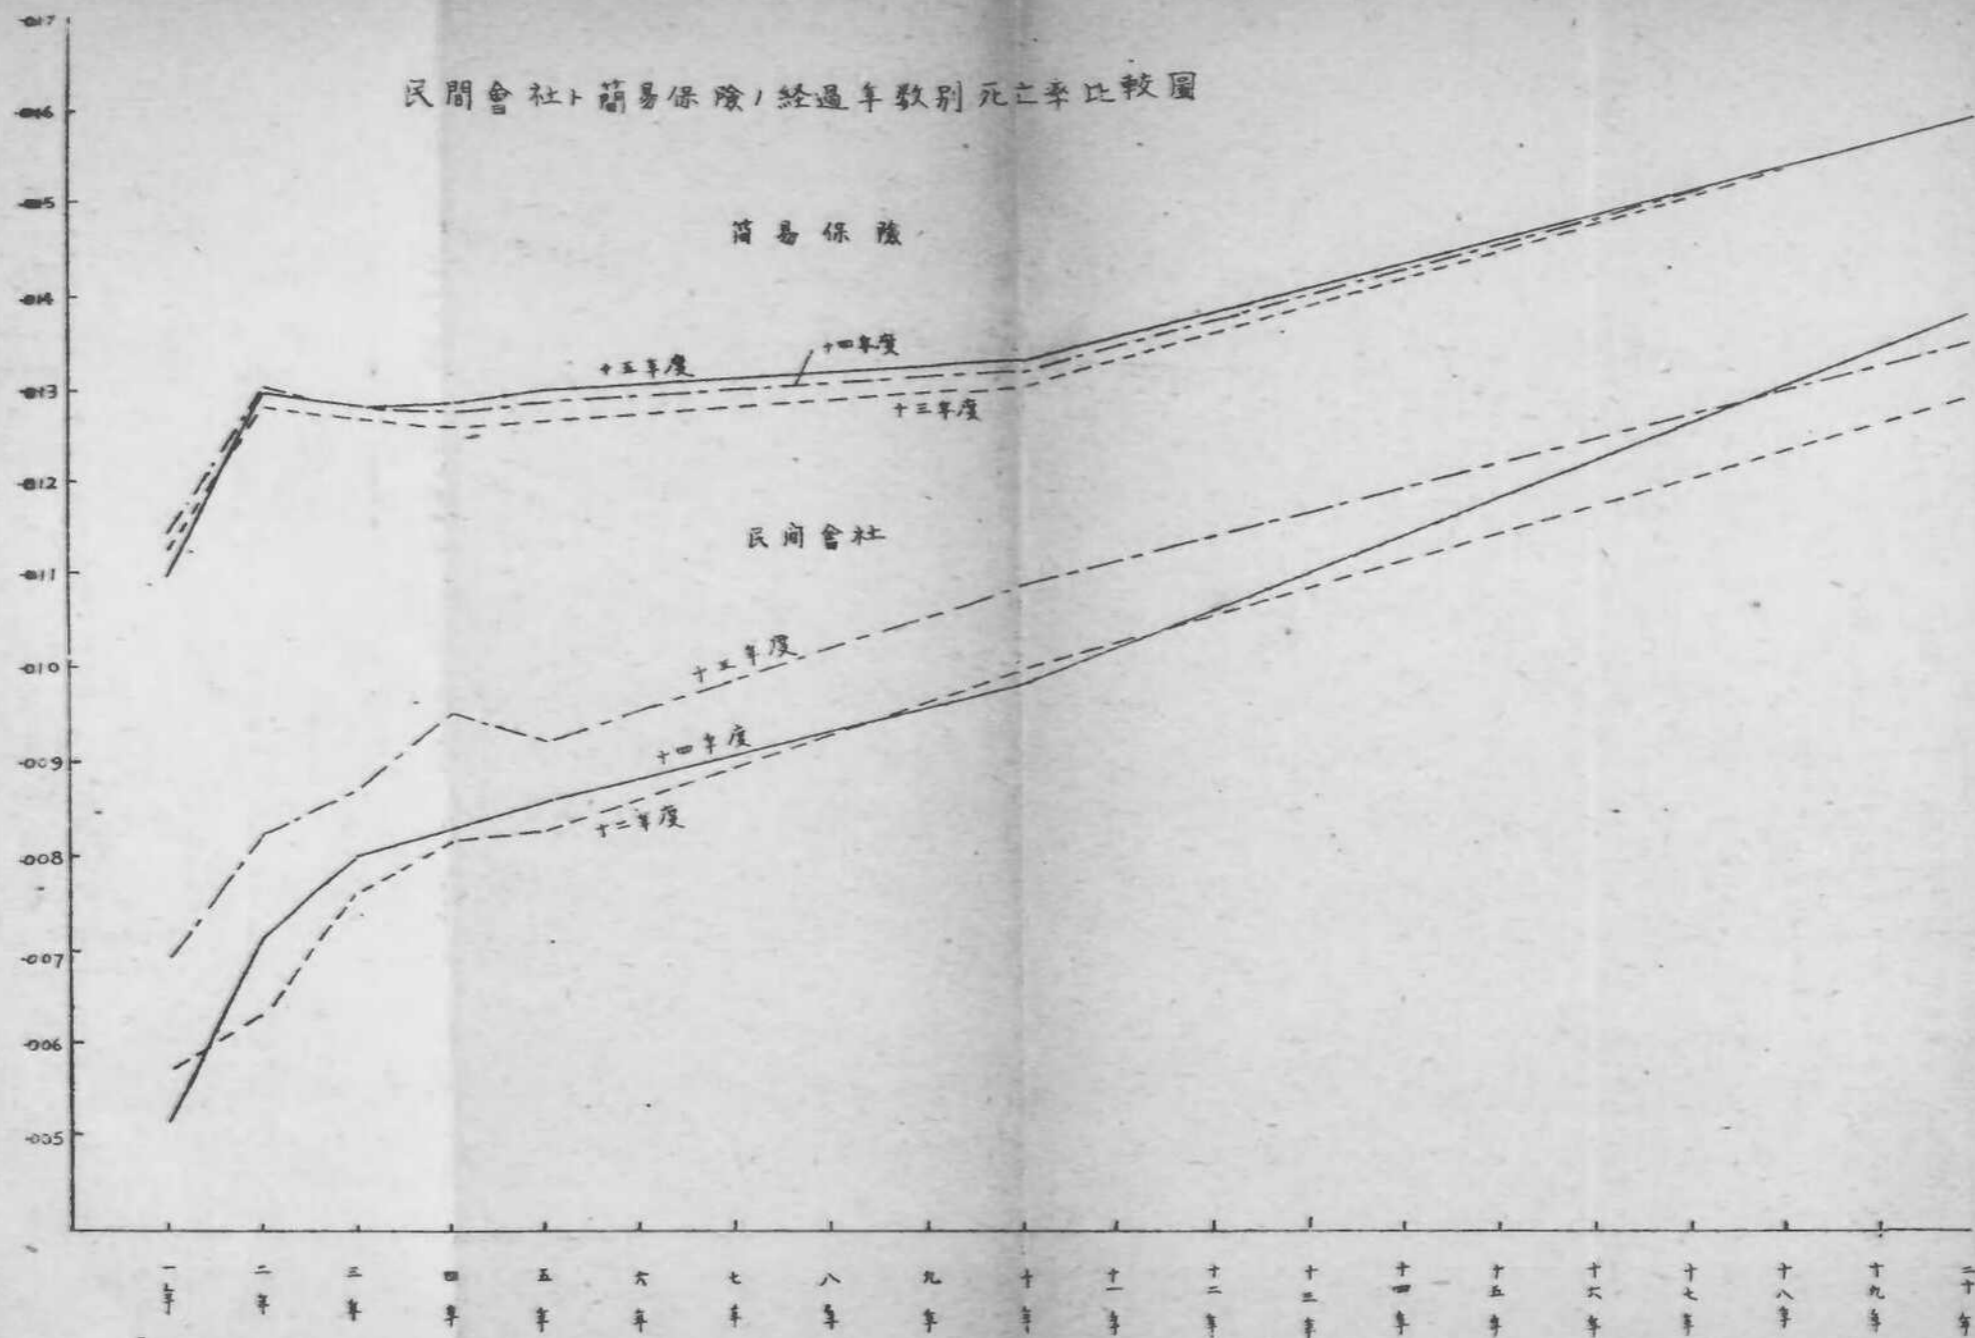 民間會社ト簡易保険ノ経過年数別死亡率比較圖
簡易保険
民间會社
十五年度
十四年度
十三年度
十三年度
十四年度
十二年度
·017
·016
·015
·014
·013
·012
·011
·010
·009
·008
·007
·006
·005
一年
二年
三年
四年
五年
六年
七年
八年
九年
十年
十一年
十二年
十三年
十四年
十五年
十六年
十七年
十八年
十九年
二十年